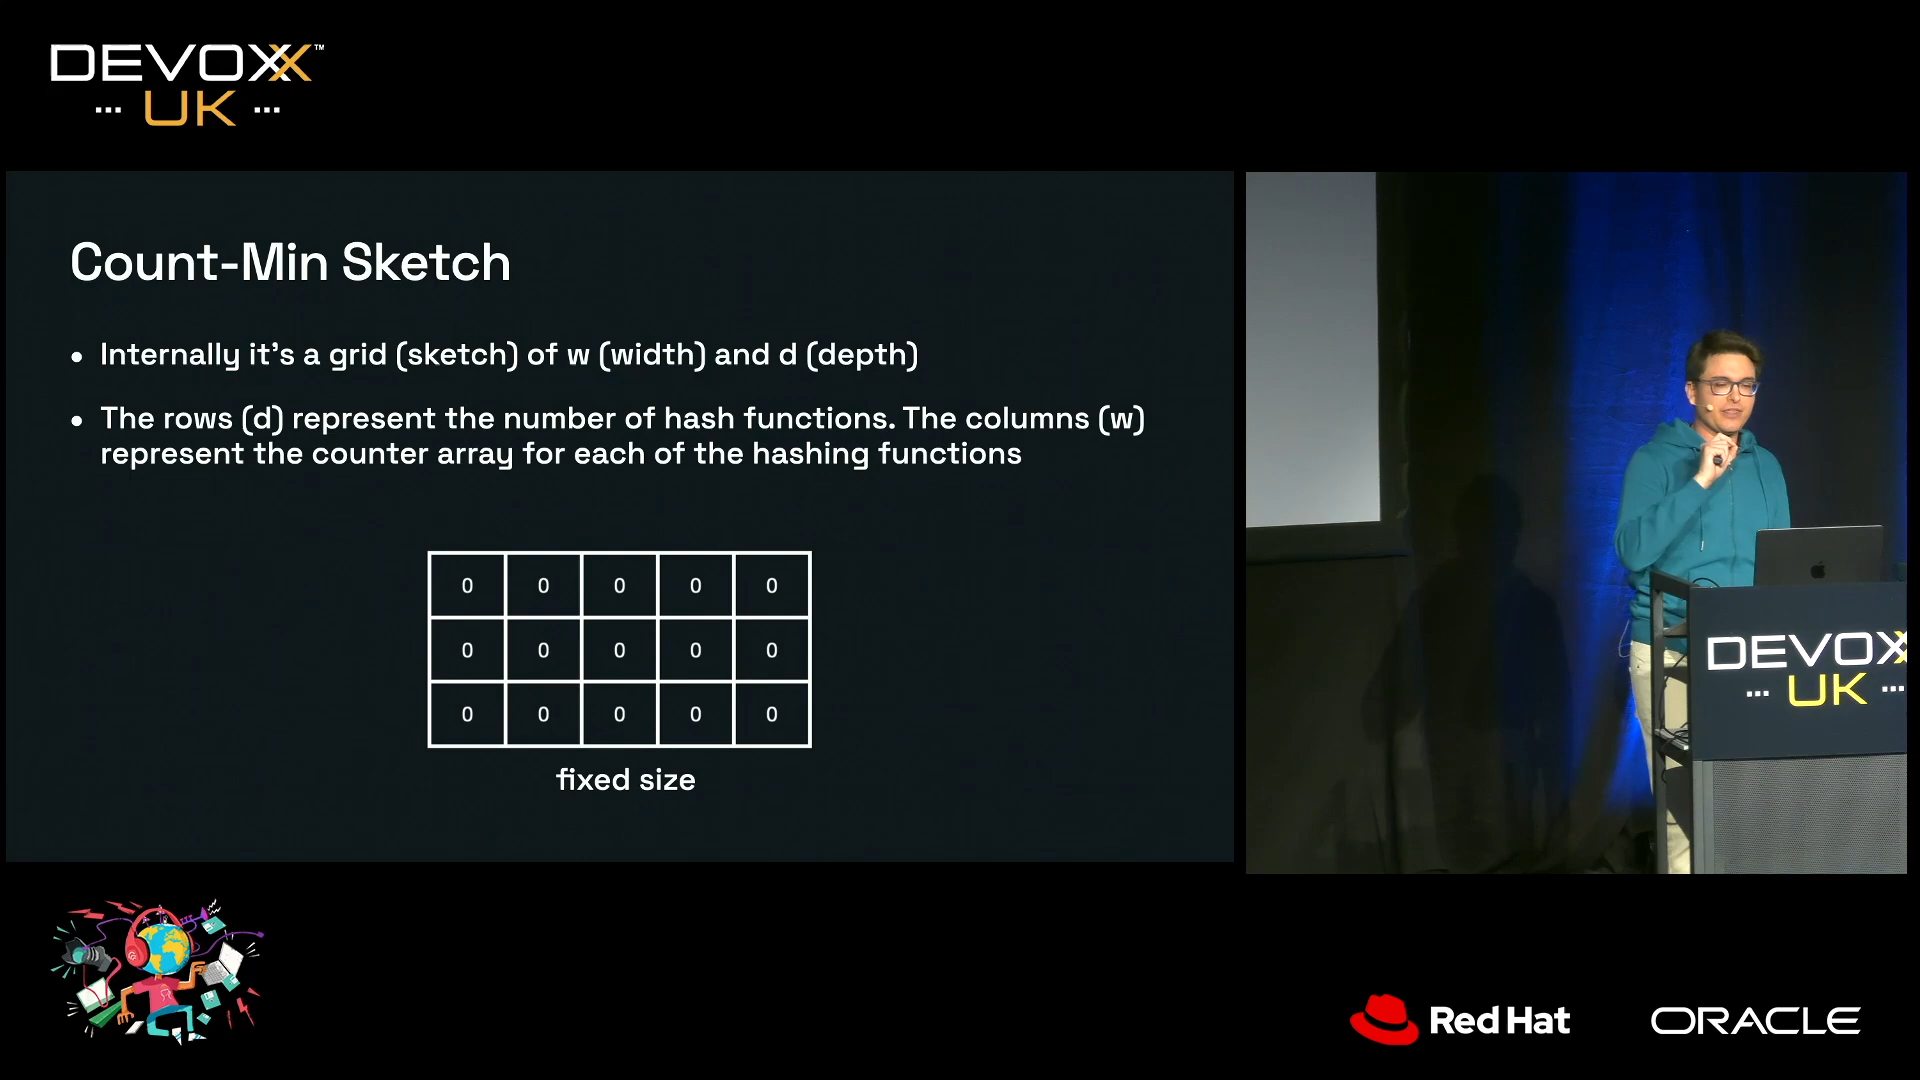 DEVOXX™
UK
Count-Min Sketch
• Internally it's a grid (sketch) of w (width) and d (depth)
• The rows (d) represent the number of hash functions. The columns (w)
represent the counter array for each of the hashing functions
0 0 0 0 0
0 0 0 0 0
0 0 0 0 0
fixed size
DEVOXX
UK
Red Hat
ORACLE